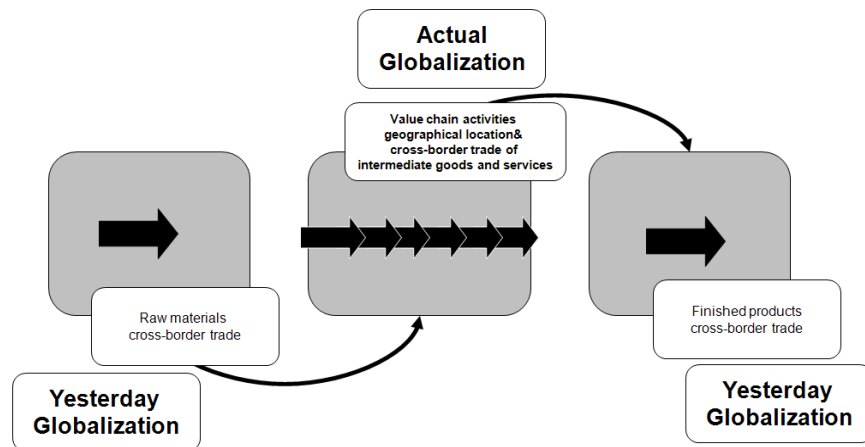 Actual
Globalization
Value chain activities
geographical location&
cross-border trade of
intermediate goods and services
Raw materials
cross-border trade
Finished products
cross-border trade
Yesterday
Globalization
Yesterday
Globalization